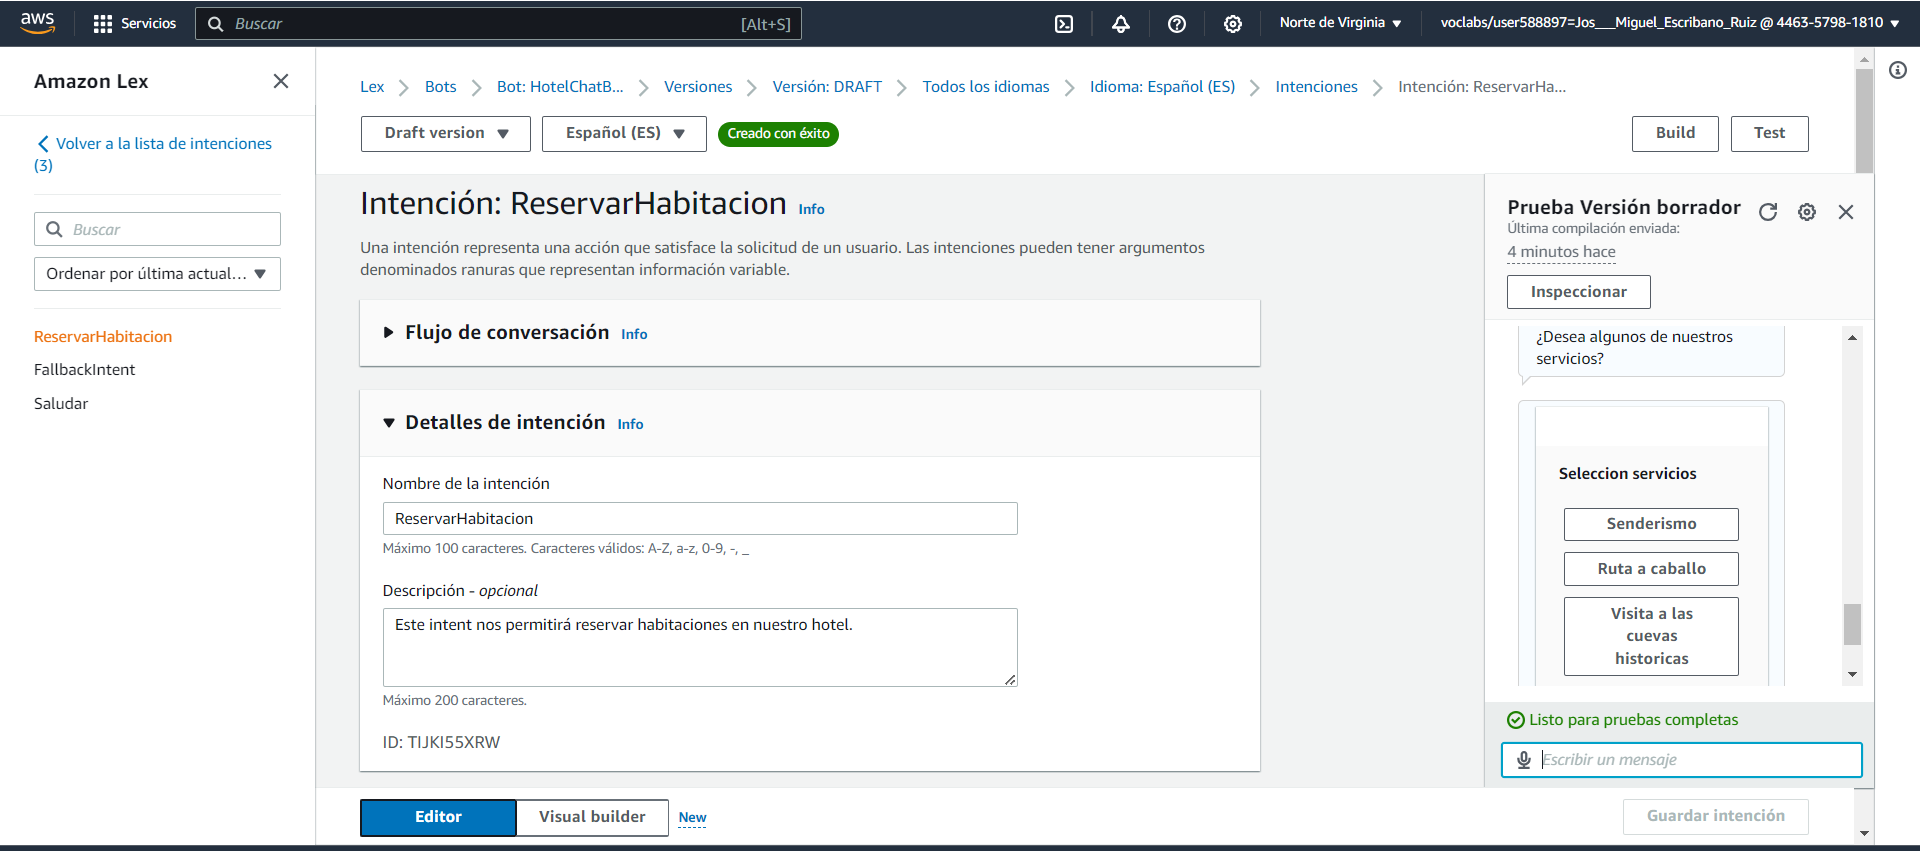 aws
Servicios
Buscar
[Alt+S]
Norte de Virginia
voclabs/user588897=Jos___Miguel_Escribano_Ruiz @ 4463-5798-1810
Amazon Lex
Volver a la lista de intenciones
(3)
Buscar
Ordenar por última actual...
ReservarHabitacion
FallbackIntent
Saludar
Lex
Bots
Bot: HotelChatB...
Versiones
Versión: DRAFT
Todos los idiomas
Idioma: Español (ES)
Intenciones
Intención: ReservarHa...
Draft version
Español (ES)
Creado con éxito
Build
Test
Intención: ReservarHabitacion
Info
Una intención representa una acción que satisface la solicitud de un usuario. Las intenciones pueden tener argumentos
denominados ranuras que representan información variable.
Flujo de conversación
Info
Detalles de intención
Info
Nombre de la intención
ReservarHabitacion
Máximo 100 caracteres. Caracteres válidos: A-Z, a-z, 0-9, -, _
Descripción - opcional
Este intent nos permitirá reservar habitaciones en nuestro hotel.
Máximo 200 caracteres.
ID: TIJKI55XRW
Editor
Visual builder
New
Guardar intención
Prueba Versión borrador
Última compilación enviada:
4 minutos hace
Inspeccionar
¿Desea algunos de nuestros
servicios?
Seleccion servicios
Senderismo
Ruta a caballo
Visita a las
cuevas
historicas
Listo para pruebas completas
Escribir un mensaje